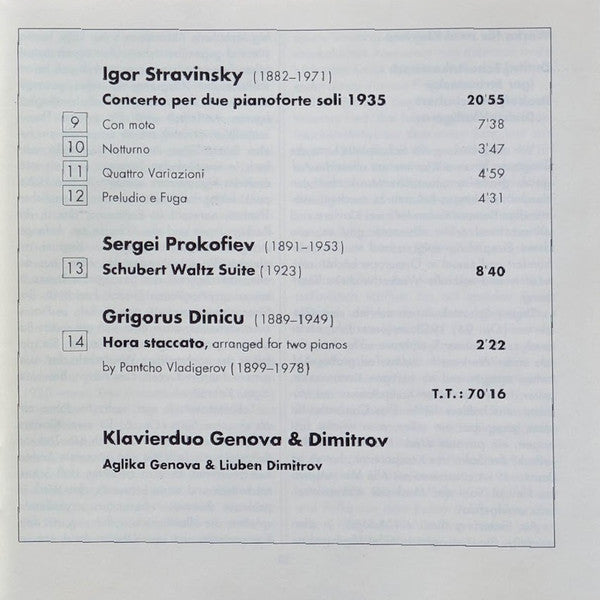 Igor Stravinsky (1882–1971)
Concerto per due pianoforte soli 1935 20'55
9 Con moto 7'38
10 Notturno 3'47
11 Quattro Variazioni 4'59
12 Preludio e Fuga 4'31
Sergei Prokofiev (1891–1953)
13 Schubert Waltz Suite (1923) 8'40
Grigorus Dinicu (1889–1949)
14 Hora staccato, arranged for two pianos 2'22
by Pantcho Vladigerov (1899–1978)
T.T.: 70'16
Klavierduo Genova & Dimitrov
Aglika Genova & Liuben Dimitrov